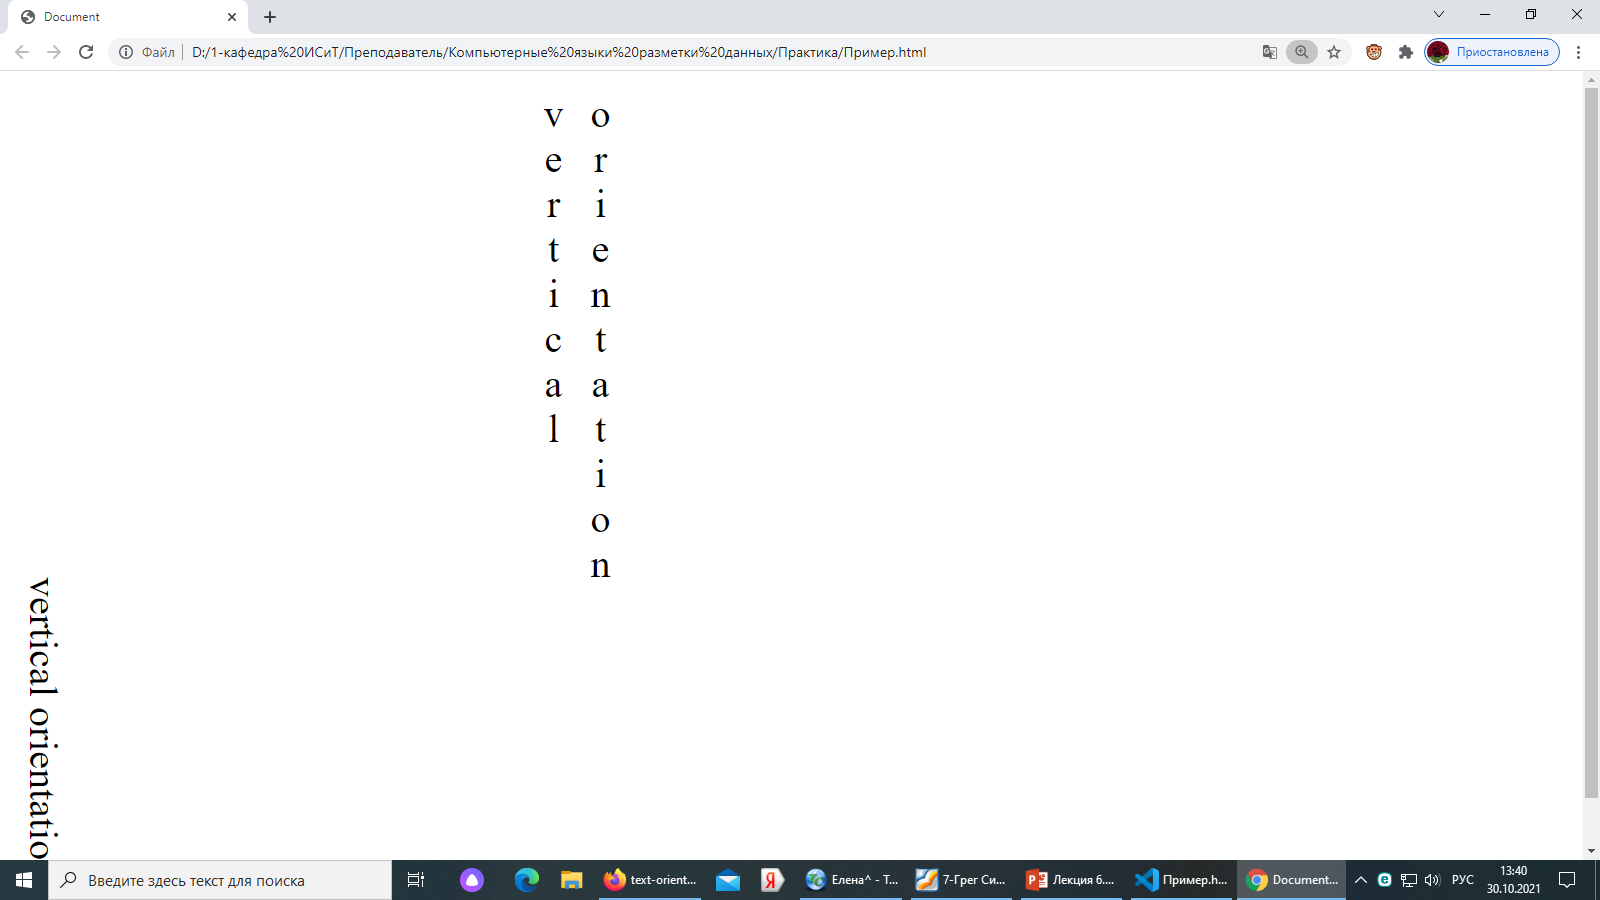 Document
Файл
D:/1-кафедра%20ИСиТ/Преподаватель/Компьютерные%20языки%20разметки%20данных/Практика/Пример.html
Приостановлена
vertical
orientation
vertical orientatio
Введите здесь текст для поиска
text-orient...
Я
Елена^ - T...
7-Грег Си...
Лекция 6....
Пример.h...
Document...
РУС
13:40
30.10.2021